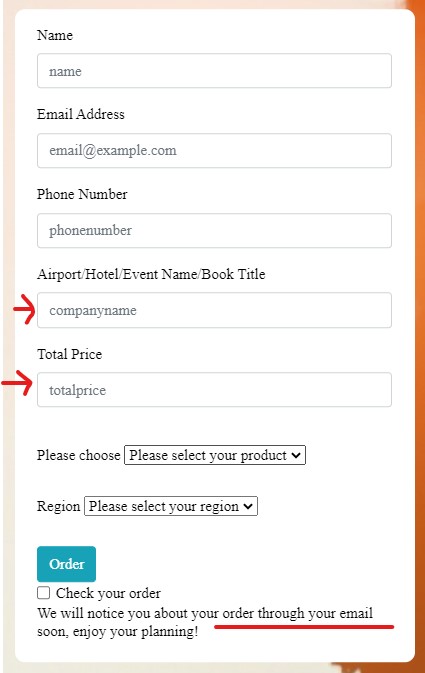 Name
name
Email Address
email@example.com
Phone Number
phonenumber
Airport/Hotel/Event Name/Book Title
companyname
Total Price
totalprice
Please choose Please select your product
Region Please select your region
Order
Check your order
We will notice you about your order through your email
soon, enjoy your planning!